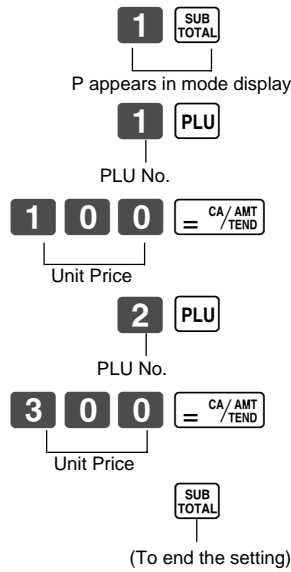 1 SUB TOTAL
P appears in mode display
1 PLU
PLU No.
1 0 0 = CA/AMT TEND
Unit Price
2 PLU
PLU No.
3 0 0 = CA/AMT TEND
Unit Price
SUB TOTAL
(To end the setting)